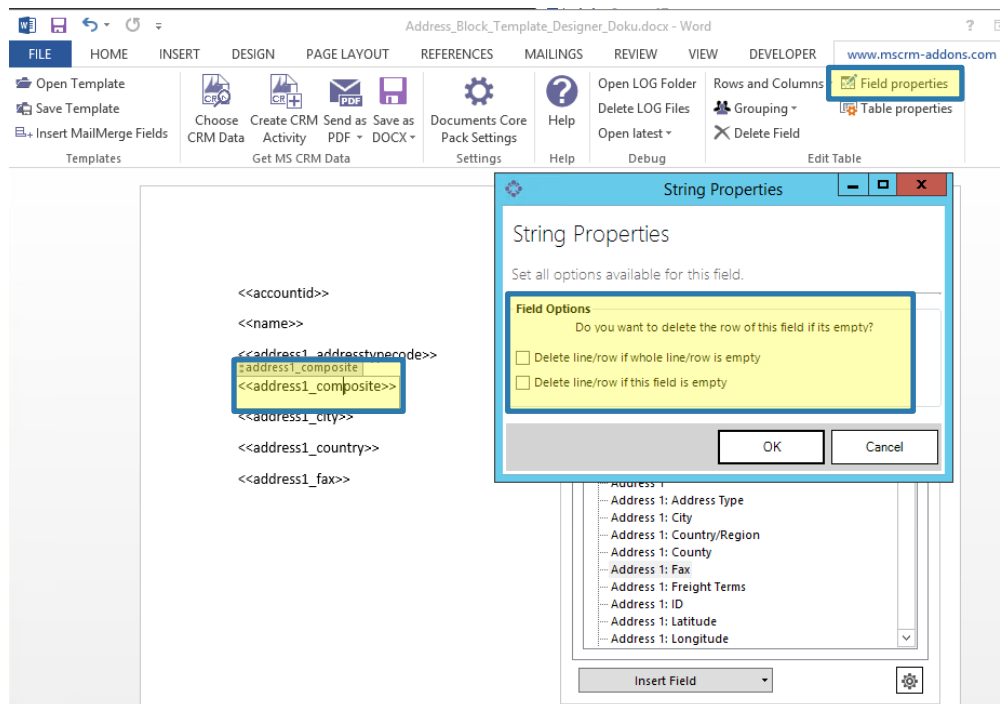 Address_Block_Template_Designer_Doku.docx - Word
?
FILE HOME INSERT DESIGN PAGE LAYOUT REFERENCES MAILINGS REVIEW VIEW DEVELOPER www.mscrm-addons.com
Open Template
Save Template
Insert MailMerge Fields
Templates
Choose
CRM Data
Create CRM
Activity
PDF
Send as
PDF
Save as
DOCX
Get MS CRM Data
Documents Core
Pack Settings
Settings
Help
Help
Open LOG Folder
Delete LOG Files
Open latest
Debug
Rows and Columns
Grouping
Delete Field
Field properties
Table properties
Edit Table
String Properties
String Properties
Set all options available for this field.
Field Options
Do you want to delete the row of this field if its empty?
Delete line/row if whole line/row is empty
Delete line/row if this field is empty
OK Cancel
<<accountid>>
<<name>>
<<address1_addresstypecode>>
address1_composite
<<address1_composite>>
<<address1_city>>
<<address1_country>>
<<address1_fax>>
Address 1
Address 1: Address Type
Address 1: City
Address 1: Country/Region
Address 1: County
Address 1: Fax
Address 1: Freight Terms
Address 1: ID
Address 1: Latitude
Address 1: Longitude
Insert Field